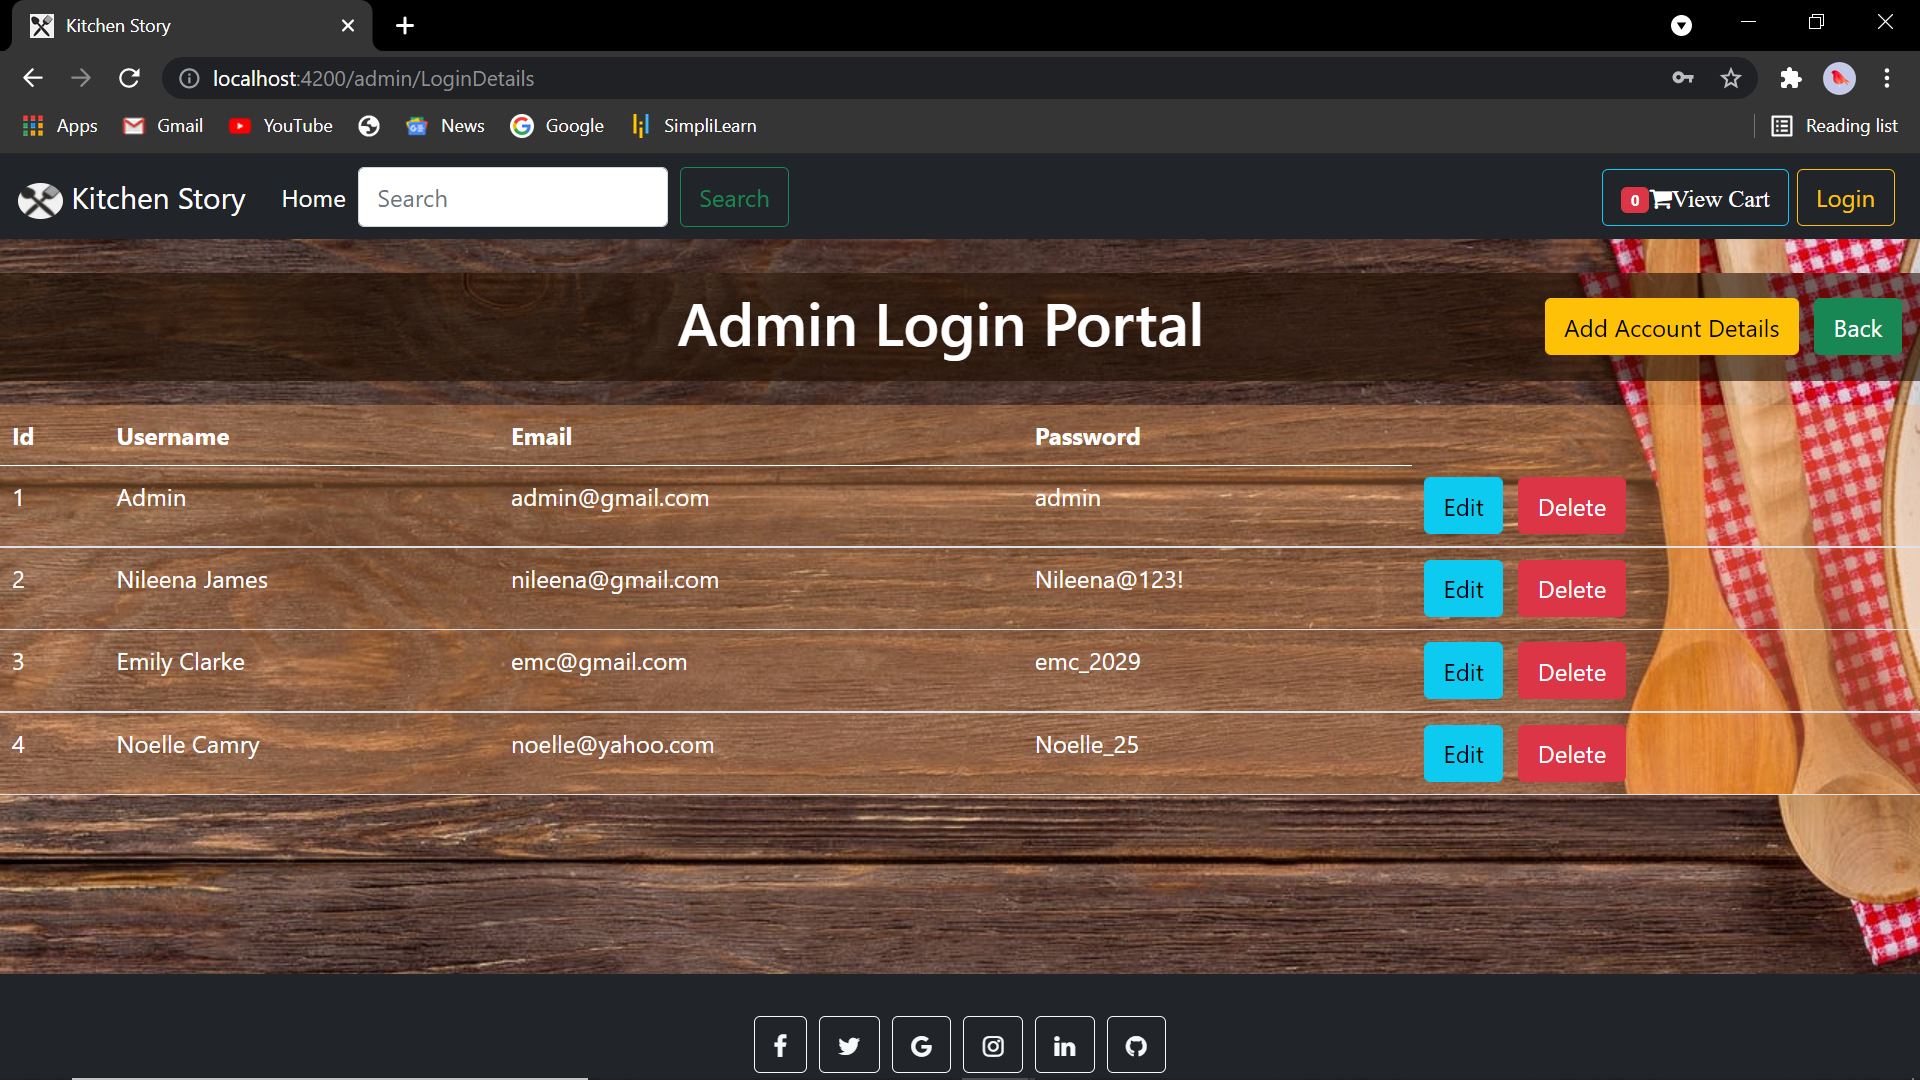 Kitchen Story
localhost:4200/admin/LoginDetails
Apps Gmail YouTube News Google SimpliLearn Reading list
Kitchen Story Home Search Search 0 View Cart Login
Admin Login Portal Add Account Details Back
Id Username Email Password
1 Admin admin@gmail.com admin Edit Delete
2 Nileena James nileena@gmail.com Nileena@123! Edit Delete
3 Emily Clarke emc@gmail.com emc_2029 Edit Delete
4 Noelle Camry noelle@yahoo.com Noelle_25 Edit Delete